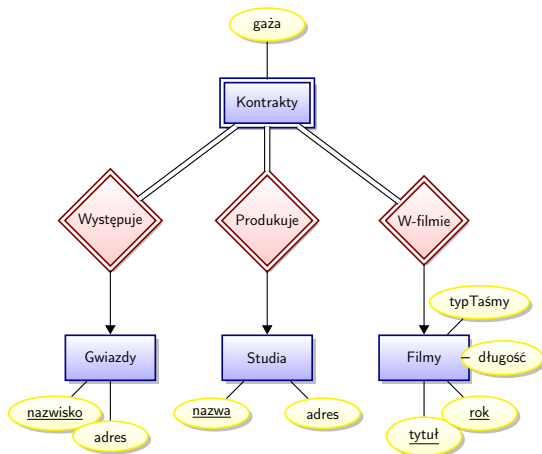 gaża
Kontrakty
Występuje
Produkuje
W-filmie
typTaśmy
Gwiazdy
Studia
Filmy
długość
nazwisko
nazwa
adres
rok
adres
tytuł